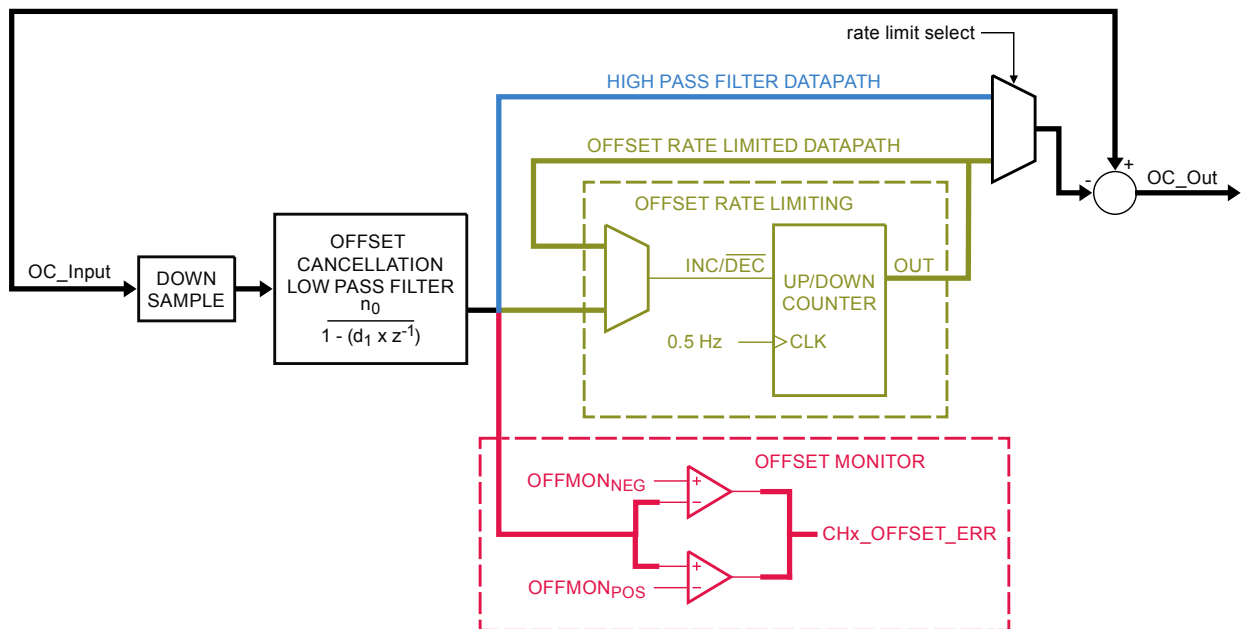 rate limit select
HIGH PASS FILTER DATAPATH
OFFSET RATE LIMITED DATAPATH
-
+
OC_Out
OFFSET RATE LIMITING
OC_Input
DOWN
SAMPLE
OFFSET
CANCELLATION
LOW PASS FILTER
n0
1 - (d1 x z-1)
INC/DEC
UP/DOWN
COUNTER
OUT
0.5 Hz
CLK
OFFSET MONITOR
OFFMONNEG
+
-
CHx_OFFSET_ERR
+
OFFMONPOS
-